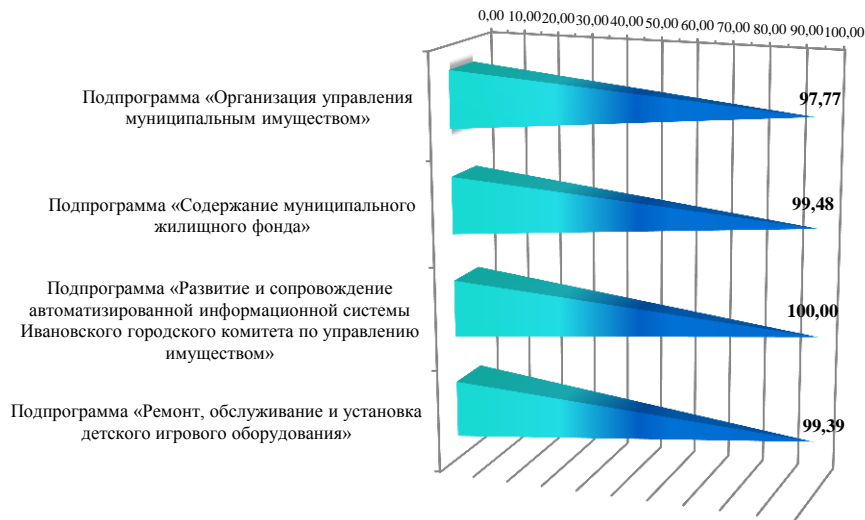 0,00 10,00 20,00 30,00 40,00 50,00 60,00 70,00 80,00 90,00 100,00
Подпрограмма «Организация управления
муниципальным имуществом»
97,77
Подпрограмма «Содержание муниципального
жилищного фонда»
99,48
Подпрограмма «Развитие и сопровождение
автоматизированной информационной системы
Ивановского городского комитета по управлению
имуществом»
100,00
Подпрограмма «Ремонт, обслуживание и установка
детского игрового оборудования»
99,39